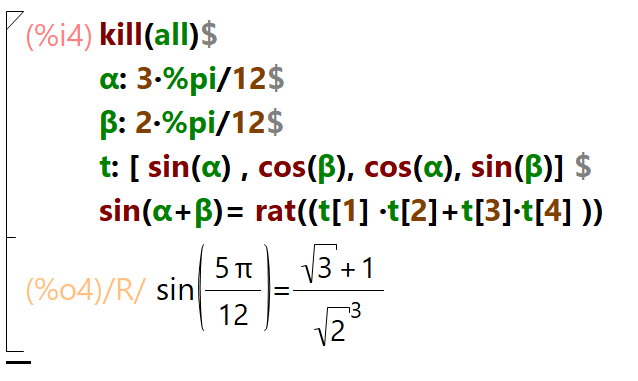 (%i4) kill(all)$
α: 3·%pi/12$
β: 2·%pi/12$
t: [ sin(α) , cos(β), cos(α), sin(β)] $
sin(α+β)= rat((t[1] ·t[2]+t[3]·t[4] ))
(%o4)/R/ sin(5 π/12)=(√3+1)/(√2^3)